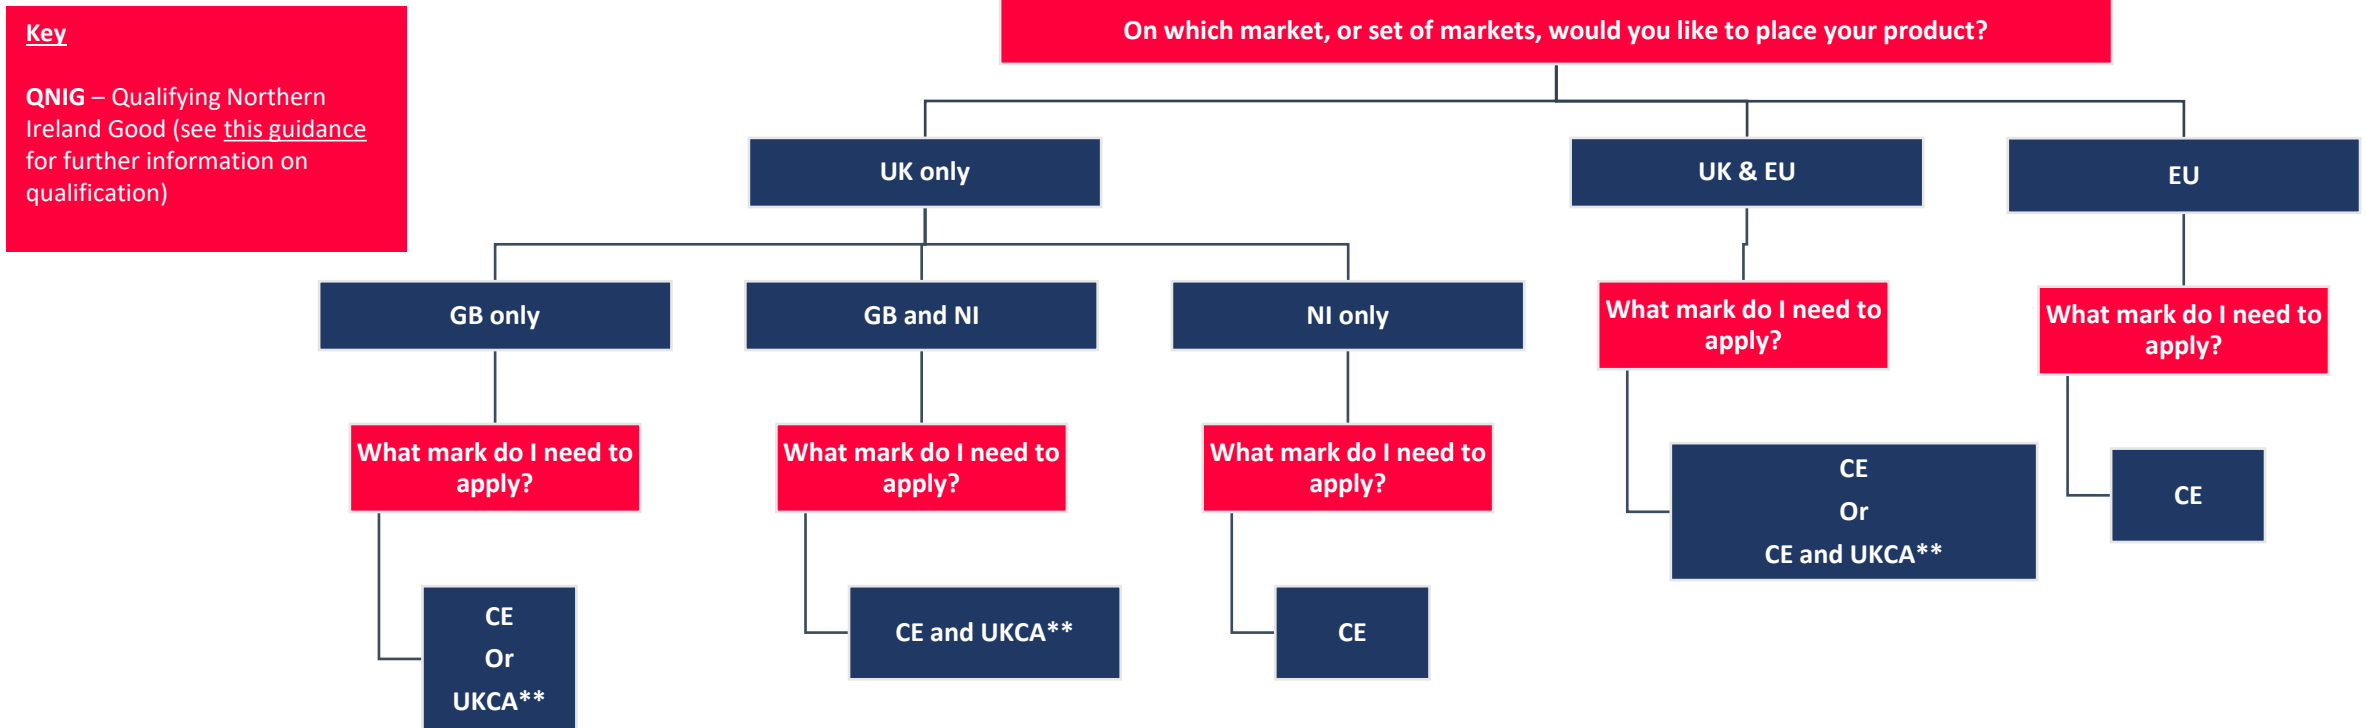 Key
QNIG – Qualifying Northern
Ireland Good (see this guidance
for further information on
qualification)
On which market, or set of markets, would you like to place your product?
UK only
UK & EU
EU
GB only
GB and NI
NI only
What mark do I need to
apply?
What mark do I need to
apply?
What mark do I need to
apply?
What mark do I need to
apply?
What mark do I need to
apply?
CE
Or
UKCA**
CE and UKCA**
CE
CE
Or
CE and UKCA**
CE